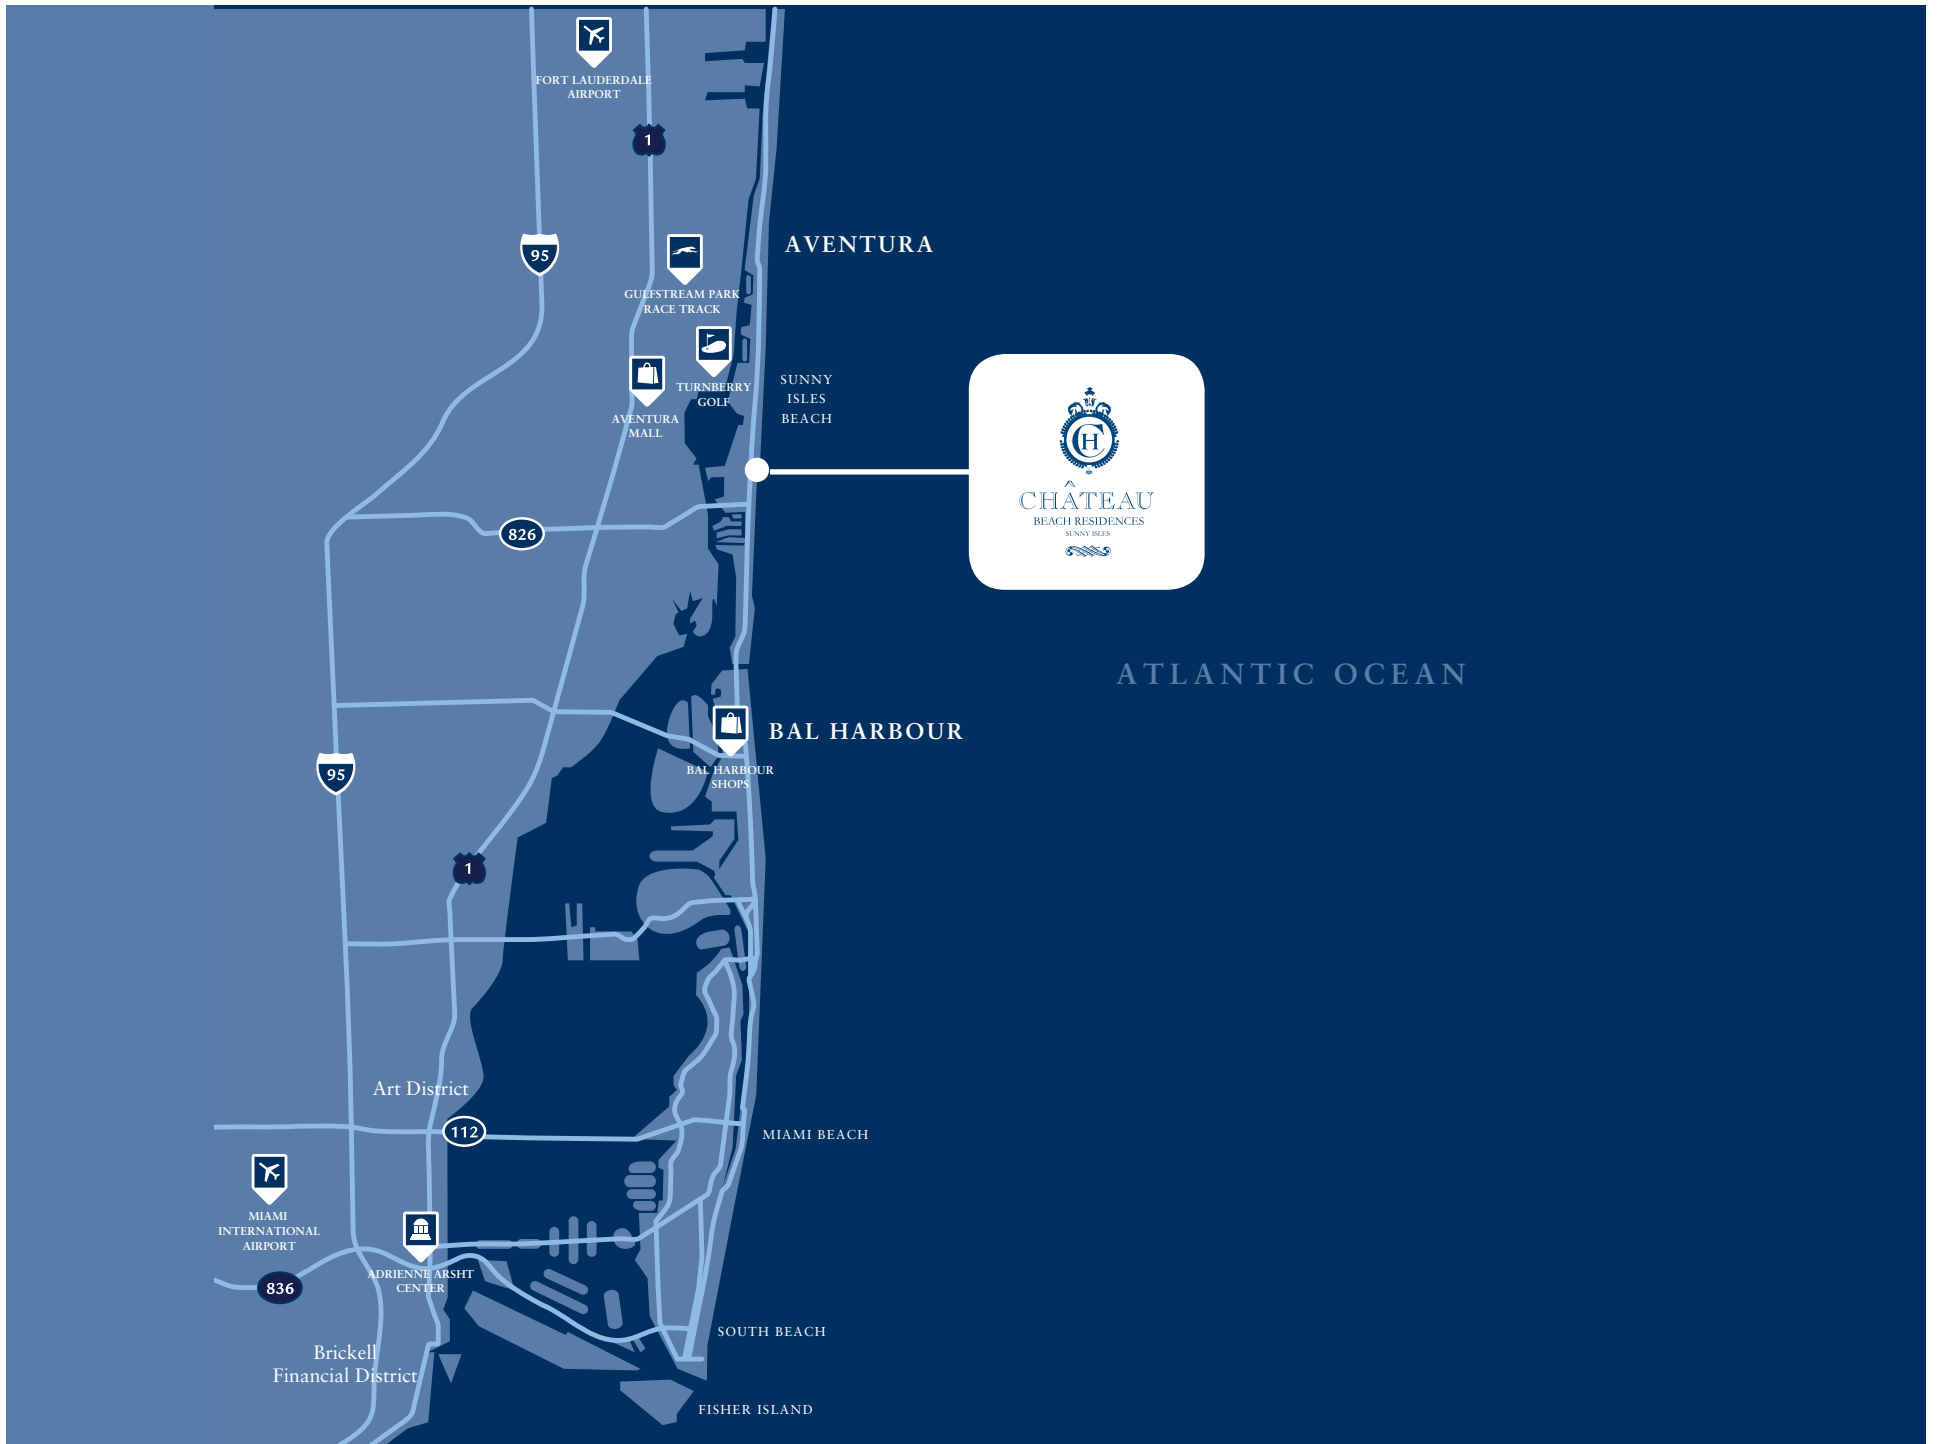 FORT LAUDERDALE
AIRPORT
1
95
AVENTURA
GULFSTREAM PARK
RACE TRACK
TURNBERRY
GOLF
AVENTURA
MALL
SUNNY
ISLES
BEACH
CH
CHÂTEAU
BEACH RESIDENCES
SUNNY ISLES
826
ATLANTIC OCEAN
BAL HARBOUR
BAL HARBOUR
SHOPS
95
1
Art District
112
MIAMI BEACH
MIAMI
INTERNATIONAL
AIRPORT
ADRIENNE ARSHT
CENTER
836
SOUTH BEACH
Brickell
Financial District
FISHER ISLAND